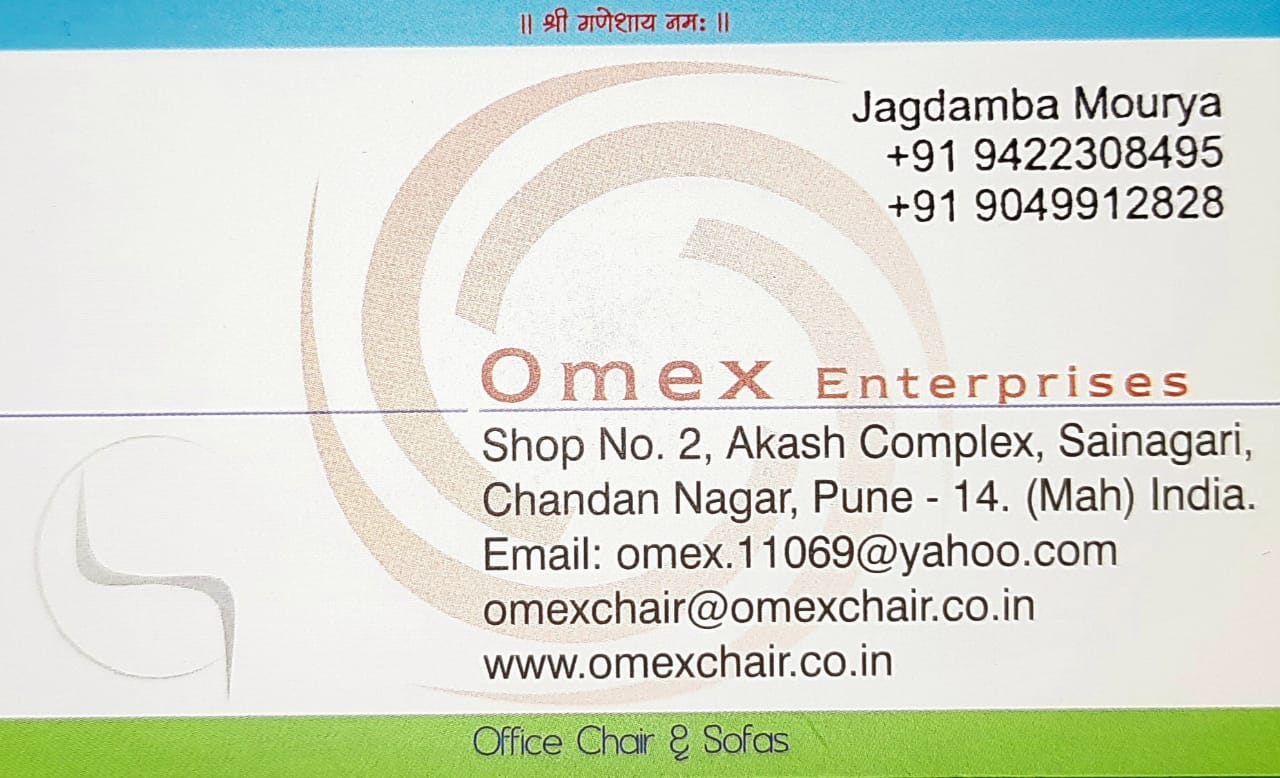 || श्री गणेशाय नमः ||
Jagdamba Mourya
+91 9422308495
+91 9049912828
Omex Enterprises
Shop No. 2, Akash Complex, Sainagari,
Chandan Nagar, Pune - 14. (Mah) India.
Email: omex.11069@yahoo.com
omexchair@omexchair.co.in
www.omexchair.co.in
Office Chair & Sofas